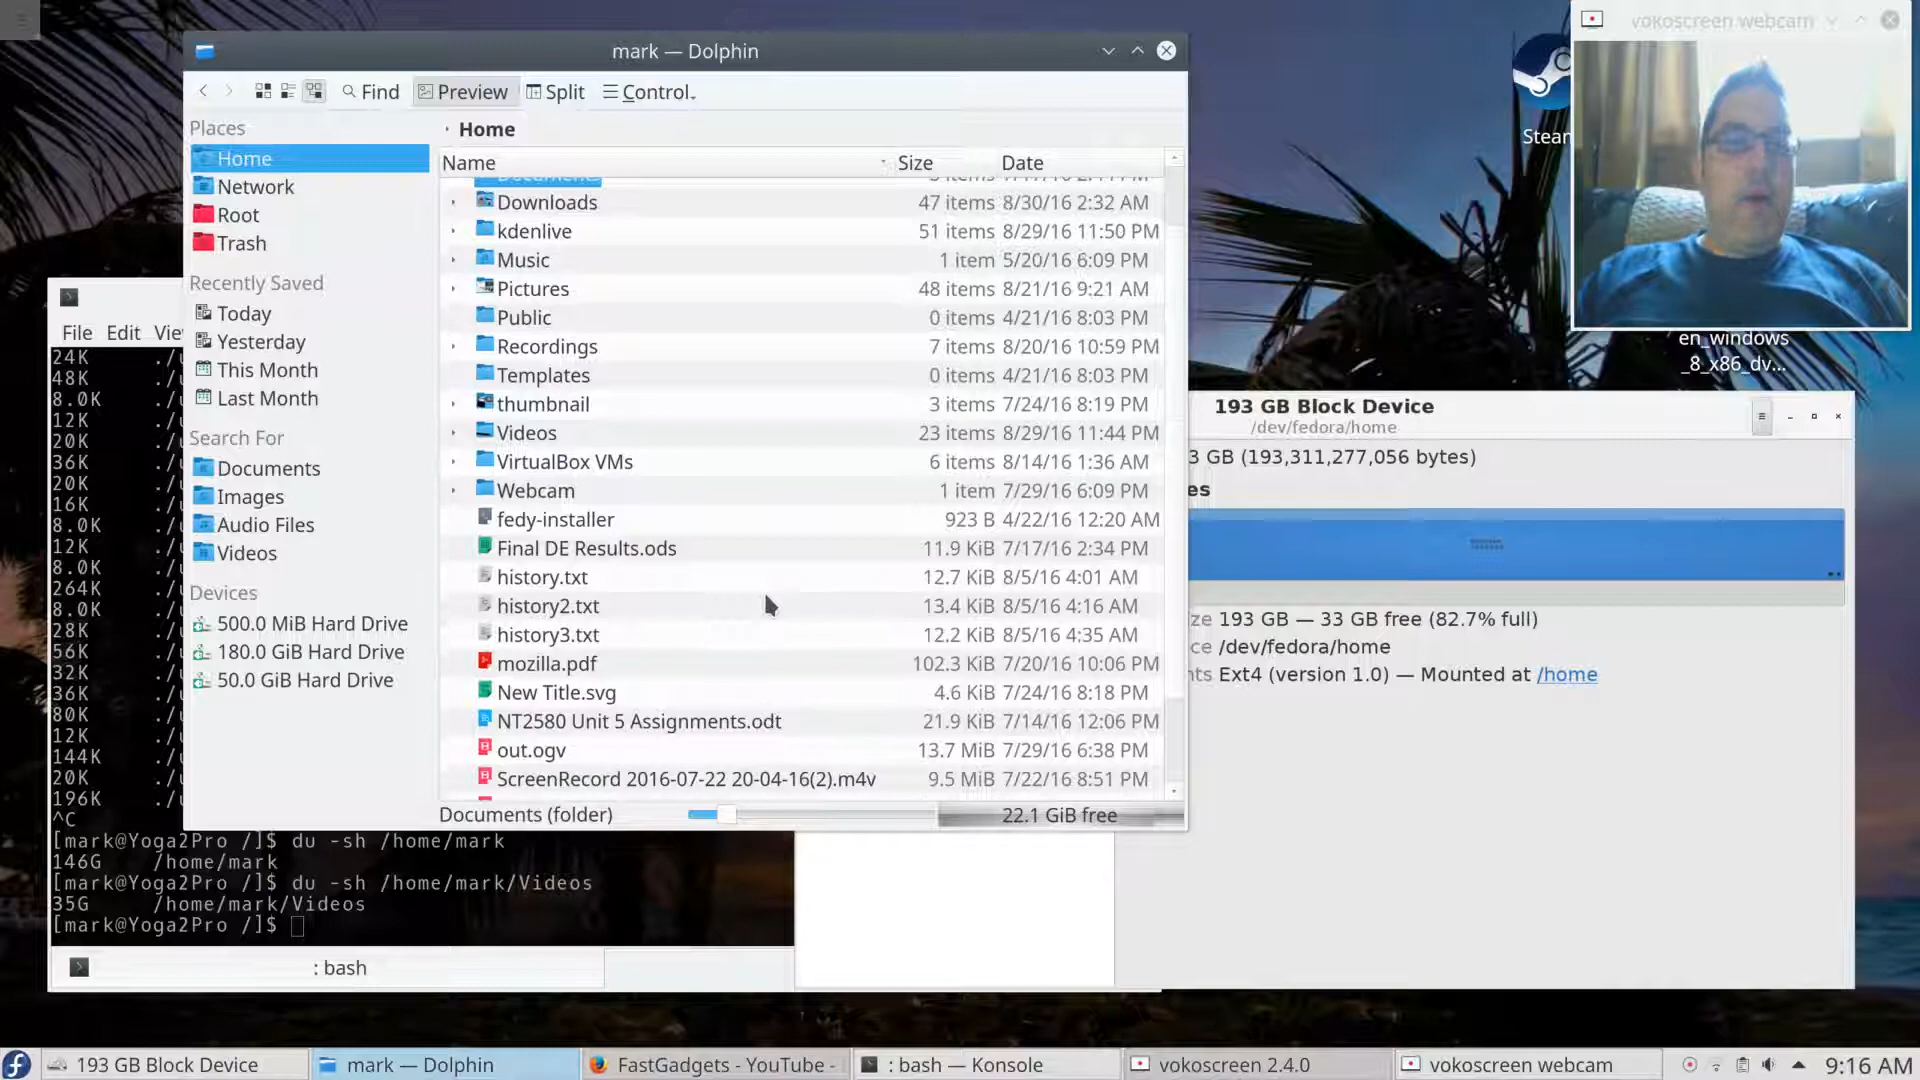 mark — Dolphin
vokoscreen webcam
Find
Preview
Split
Control
Places
Home
Network
Root
Trash
Recently Saved
Today
Yesterday
This Month
Last Month
Search For
Documents
Images
Audio Files
Videos
Devices
500.0 MiB Hard Drive
180.0 GiB Hard Drive
50.0 GiB Hard Drive
Home
Name Size Date
Downloads 47 items 8/30/16 2:32 AM
kdenlive 51 items 8/29/16 11:50 PM
Music 1 item 5/20/16 6:09 PM
Pictures 48 items 8/21/16 9:21 AM
Public 0 items 4/21/16 8:03 PM
Recordings 7 items 8/20/16 10:59 PM
Templates 0 items 4/21/16 8:03 PM
thumbnail 3 items 7/24/16 8:19 PM
Videos 23 items 8/29/16 11:44 PM
VirtualBox VMs 6 items 8/14/16 1:36 AM
Webcam 1 item 7/29/16 6:09 PM
fedy-installer 923 B 4/22/16 12:20 AM
Final DE Results.ods 11.9 KiB 7/17/16 2:34 PM
history.txt 12.7 KiB 8/5/16 4:01 AM
history2.txt 13.4 KiB 8/5/16 4:16 AM
history3.txt 12.2 KiB 8/5/16 4:35 AM
mozilla.pdf 102.3 KiB 7/20/16 10:06 PM
New Title.svg 4.6 KiB 7/24/16 8:18 PM
NT2580 Unit 5 Assignments.odt 21.9 KiB 7/14/16 12:06 PM
out.ogv 13.7 MiB 7/29/16 6:38 PM
ScreenRecord 2016-07-22 20-04-16(2).m4v 9.5 MiB 7/22/16 8:51 PM
Documents (folder) 22.1 GiB free
Stean
en_windows
_8_x86_dv...
193 GB Block Device
/dev/fedora/home
3 GB (193,311,277,056 bytes)
es
ze 193 GB — 33 GB free (82.7% full)
ce /dev/fedora/home
nts Ext4 (version 1.0) — Mounted at /home
File Edit Viev
24K ./u
48K ./u
8.0K ./u
12K ./u
20K ./u
36K ./u
20K ./u
16K ./u
8.0K ./u
12K ./u
8.0K ./u
264K ./u
8.0K ./u
28K ./u
56K ./u
32K ./u
36K ./u
80K ./u
12K ./u
144K ./u
20K ./u
196K ./u
^C
[mark@Yoga2Pro /]$ du -sh /home/mark
146G /home/mark
[mark@Yoga2Pro /]$ du -sh /home/mark/Videos
35G /home/mark/Videos
[mark@Yoga2Pro /]$
: bash
193 GB Block Device
mark — Dolphin
FastGadgets - YouTube -
: bash — Konsole
vokoscreen 2.4.0
vokoscreen webcam
9:16 AM